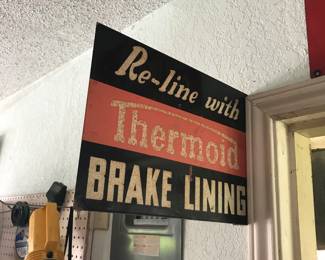 Re-line with
Thermoid
BRAKE LINING